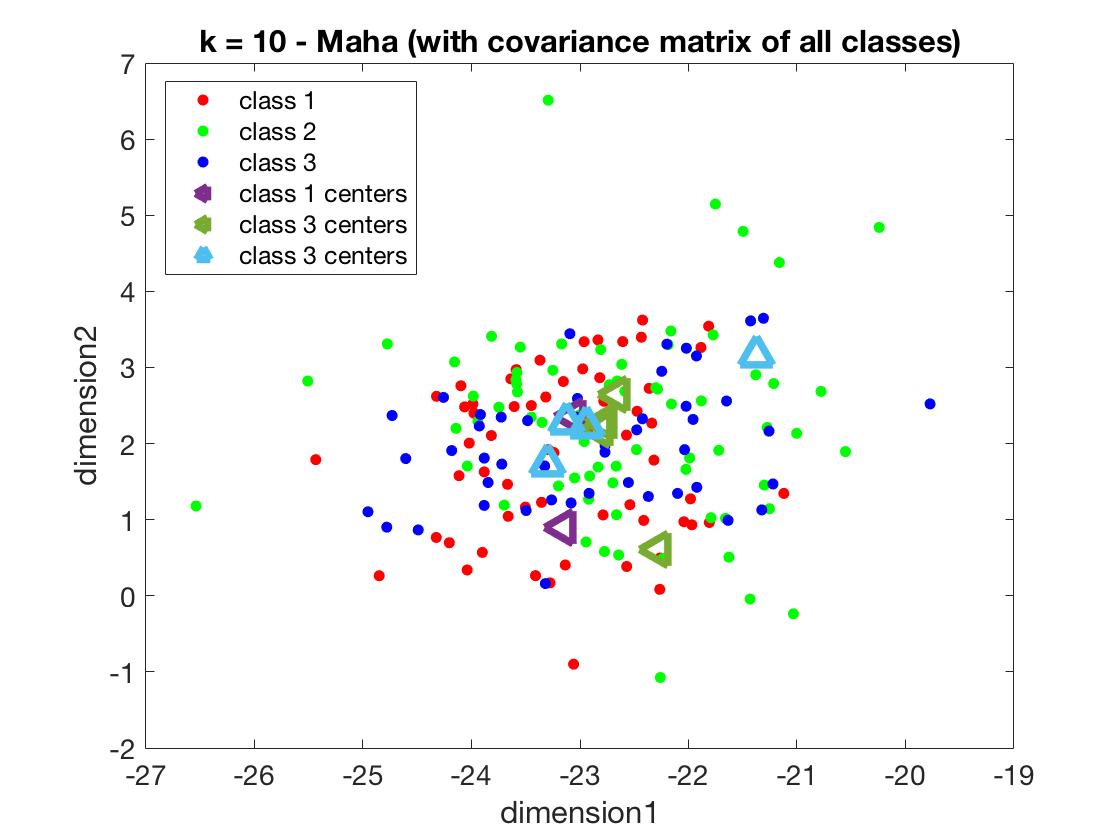 k = 10 - Maha (with covariance matrix of all classes)
7
6
5
4
3
2
1
0
-1
-2
class 1
class 2
class 3
class 1 centers
class 3 centers
class 3 centers
dimension2
-27 -26 -25 -24 -23 -22 -21 -20 -19
dimension1